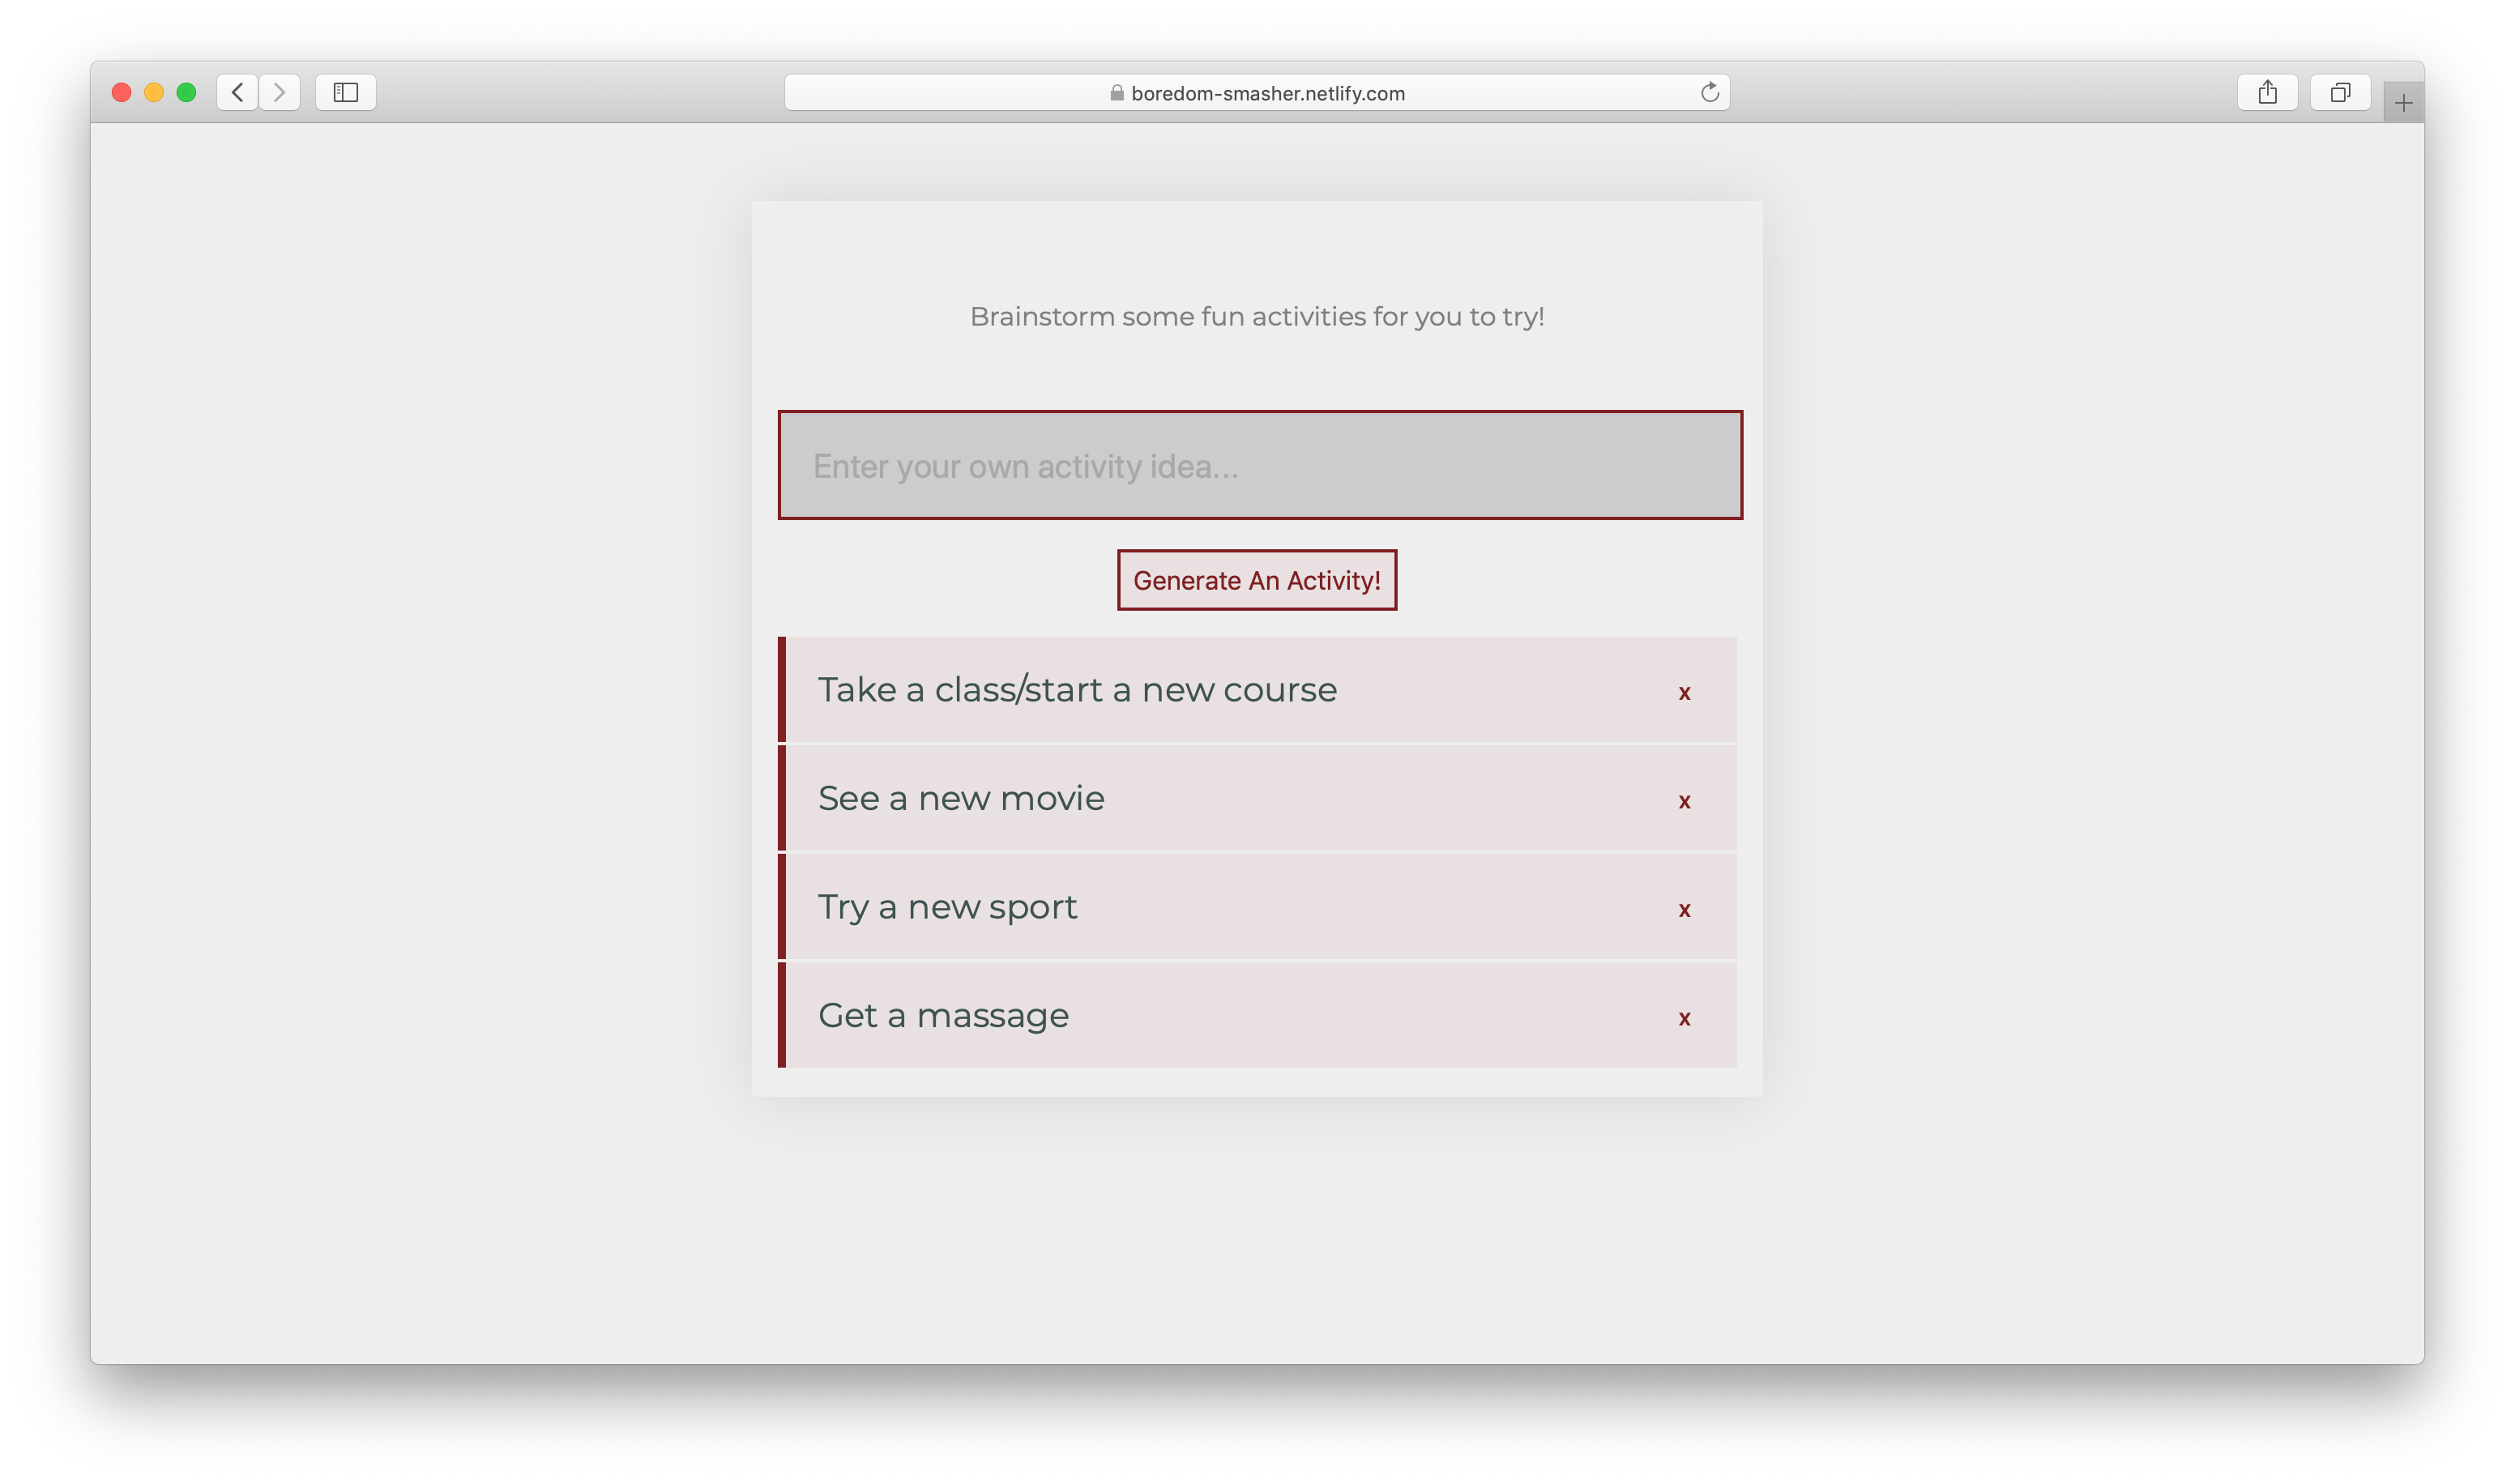 boredom-smasher.netlify.com
Brainstorm some fun activities for you to try!
Enter your own activity idea...
Generate An Activity!
Take a class/start a new course x
See a new movie x
Try a new sport x
Get a massage x